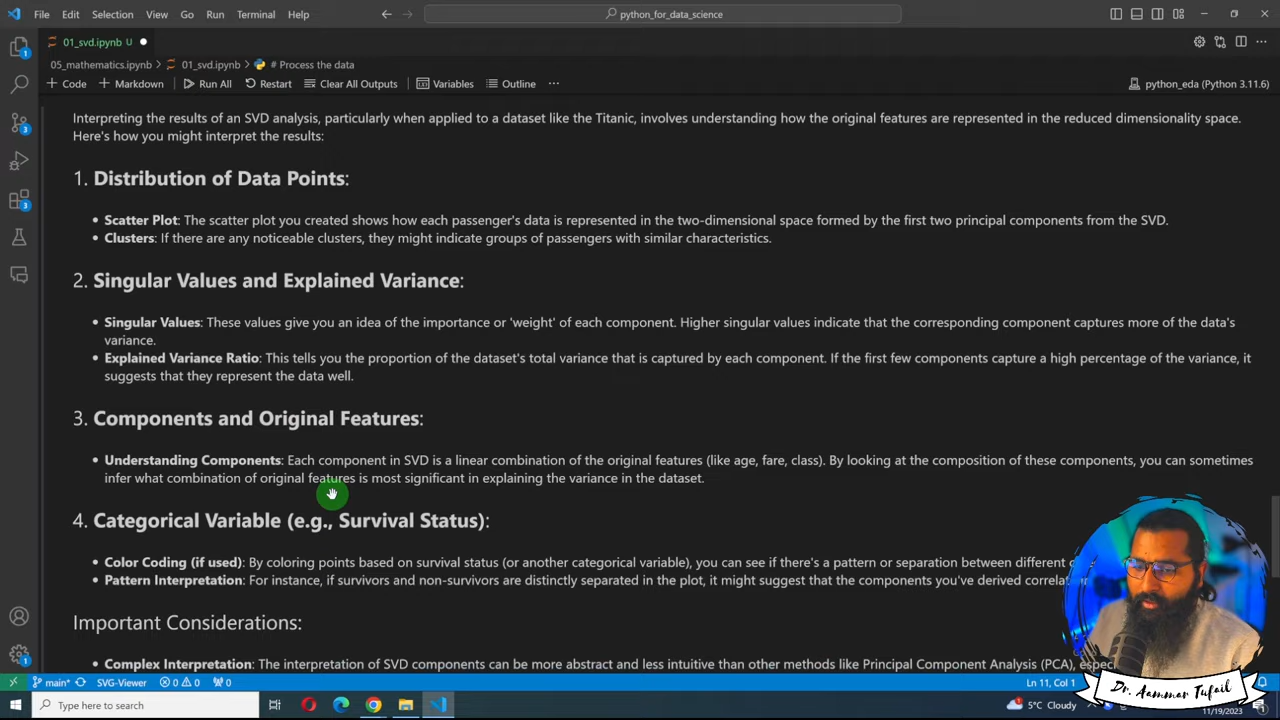 File Edit Selection View Go Run Terminal Help
python_for_data_science
01_svd.ipynb U
05_mathematics.ipynb 01_svd.ipynb # Process the data
Code Markdown Run All Restart Clear All Outputs Variables Outline ...
python_eda (Python 3.11.6)
Interpreting the results of an SVD analysis, particularly when applied to a dataset like the Titanic, involves understanding how the original features are represented in the reduced dimensionality space.
Here's how you might interpret the results:
1. Distribution of Data Points:
• Scatter Plot: The scatter plot you created shows how each passenger's data is represented in the two-dimensional space formed by the first two principal components from the SVD.
• Clusters: If there are any noticeable clusters, they might indicate groups of passengers with similar characteristics.
2. Singular Values and Explained Variance:
• Singular Values: These values give you an idea of the importance or 'weight' of each component. Higher singular values indicate that the corresponding component captures more of the data's
variance.
• Explained Variance Ratio: This tells you the proportion of the dataset's total variance that is captured by each component. If the first few components capture a high percentage of the variance, it
suggests that they represent the data well.
3. Components and Original Features:
• Understanding Components: Each component in SVD is a linear combination of the original features (like age, fare, class). By looking at the composition of these components, you can sometimes
infer what combination of original features is most significant in explaining the variance in the dataset.
4. Categorical Variable (e.g., Survival Status):
• Color Coding (if used): By coloring points based on survival status (or another categorical variable), you can see if there's a pattern or separation between different
• Pattern Interpretation: For instance, if survivors and non-survivors are distinctly separated in the plot, it might suggest that the components you've derived
Important Considerations:
• Complex Interpretation: The interpretation of SVD components can be more abstract and less intuitive than other methods like Principal Component Analysis (PCA),
Dr. Aammar Tufail
main* SVG-Viewer 0 0 0
Ln 11, Col 1
Type here to search
5°C Cloudy
11/19/2023